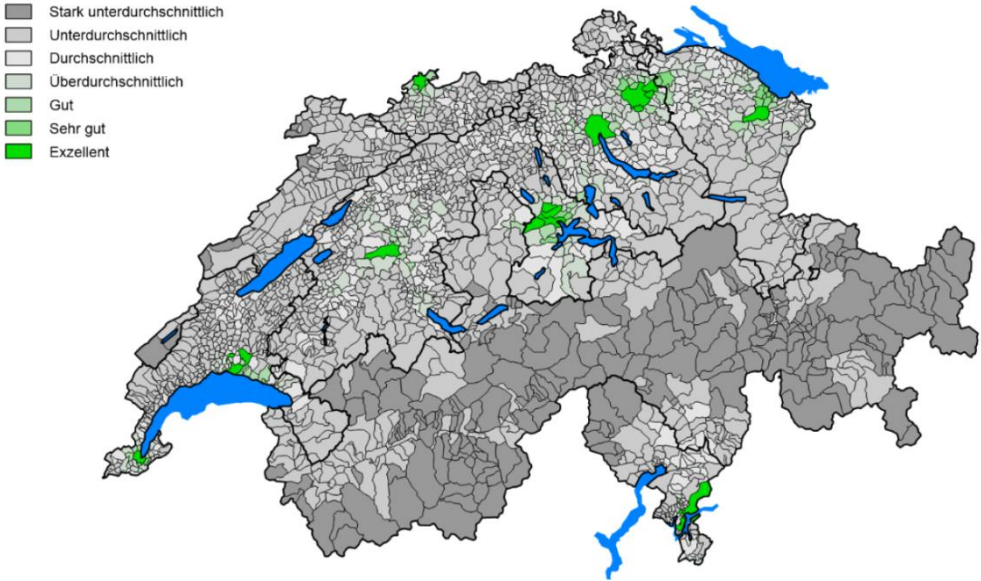 Stark unterdurchschnittlich
Unterdurchschnittlich
Durchschnittlich
Überdurchschnittlich
Gut
Sehr gut
Exzellent